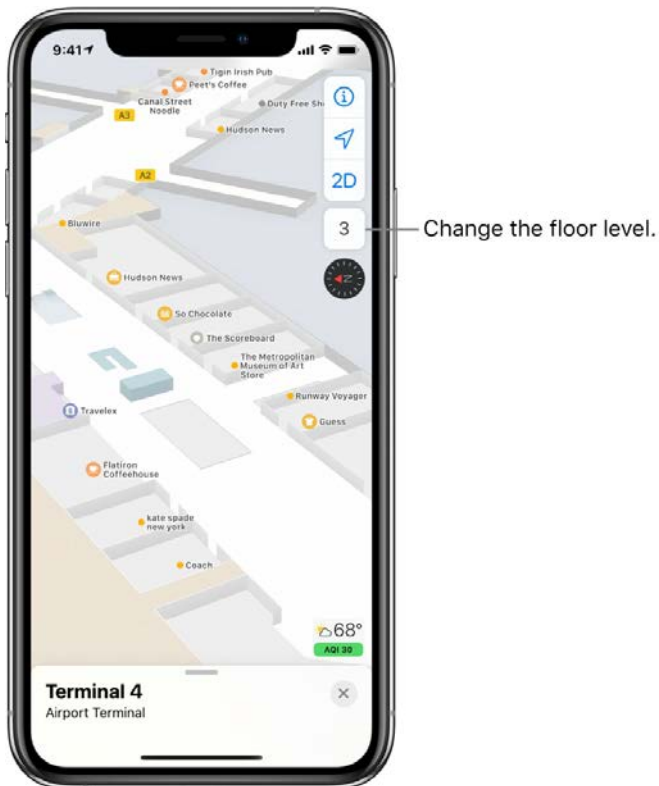 9:41
Tigin Irish Pub
Peet's Coffee
Canal Street
Noodle
Duty Free Sh
A3
Hudson News
A2
2D
3
Change the floor level.
Bluwire
N
Hudson News
So Chocolate
The Scoreboard
The Metropolitan
Museum of Art
Store
Runway Voyager
Travelex
Guess
Flatiron
Coffeehouse
kate spade
new york
Coach
68°
AQI 30
Terminal 4
Airport Terminal